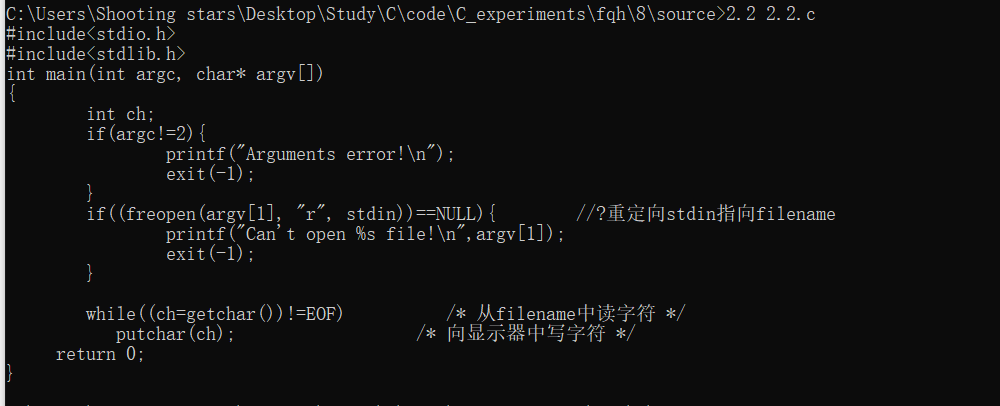 C:\Users\Shooting stars\Desktop\Study\C\code\C_experiments\fqh\8\source>2.2 2.2.c
#include<stdio.h>
#include<stdlib.h>
int main(int argc, char* argv[])
{
int ch;
if(argc!=2){
printf("Arguments error!\n");
exit(-1);
}
if((freopen(argv[1], "r", stdin))==NULL){ //?重定向stdin指向filename
printf("Can't open %s file!\n",argv[1]);
exit(-1);
}
while((ch=getchar())!=EOF) /* 从filename中读字符 */
putchar(ch); /* 向显示器中写字符 */
return 0;
}